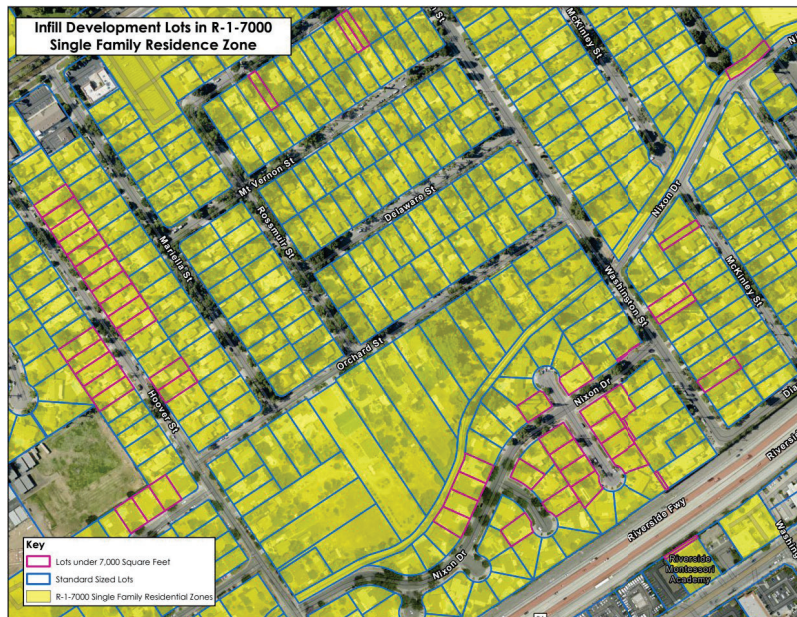 Infill Development Lots in R-1-7000
Single Family Residence Zone
McKinley St
Mt Vernon St
Delaware St
Nixon Dr
Mariella St
Rossmuir St
Washington St
McKinley St
Orchard St
Nixon Dr
Hoover St
Riverside Fwy
Nixon Dr
Riverside
Montessori
Academy
Key
Lots under 7,000 Square Feet
Standard Sized Lots
R-1-7000 Single Family Residential Zones